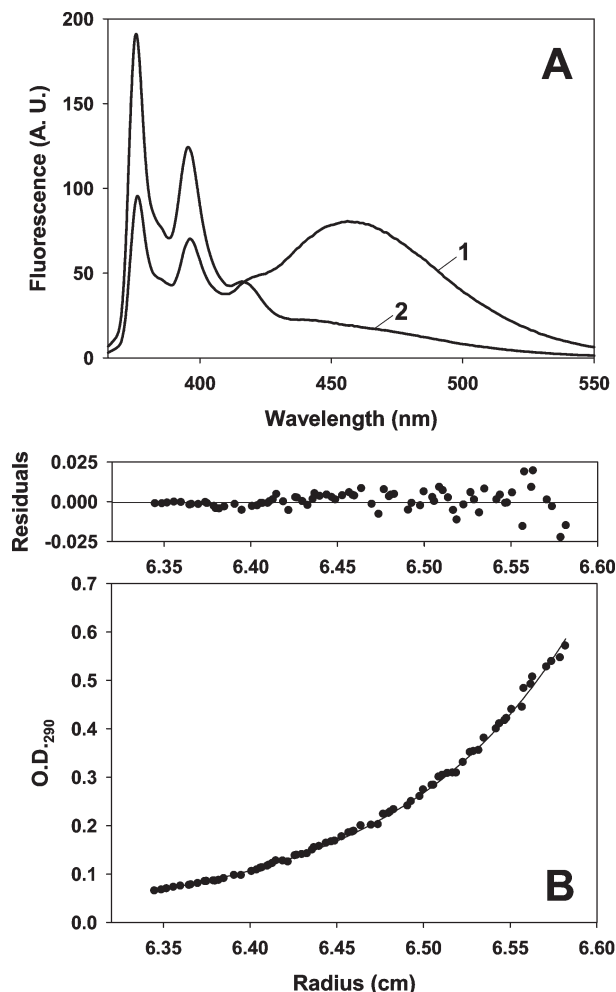 A
Fluorescence (A. U.)
200
150
100
50
0
1
2
400 450 500 550
Wavelength (nm)
Residuals
0.025
0.000
-0.025
6.35 6.40 6.45 6.50 6.55 6.60
O.D.290
0.7
0.6
0.5
0.4
0.3
0.2
0.1
0.0
B
6.35 6.40 6.45 6.50 6.55 6.60
Radius (cm)